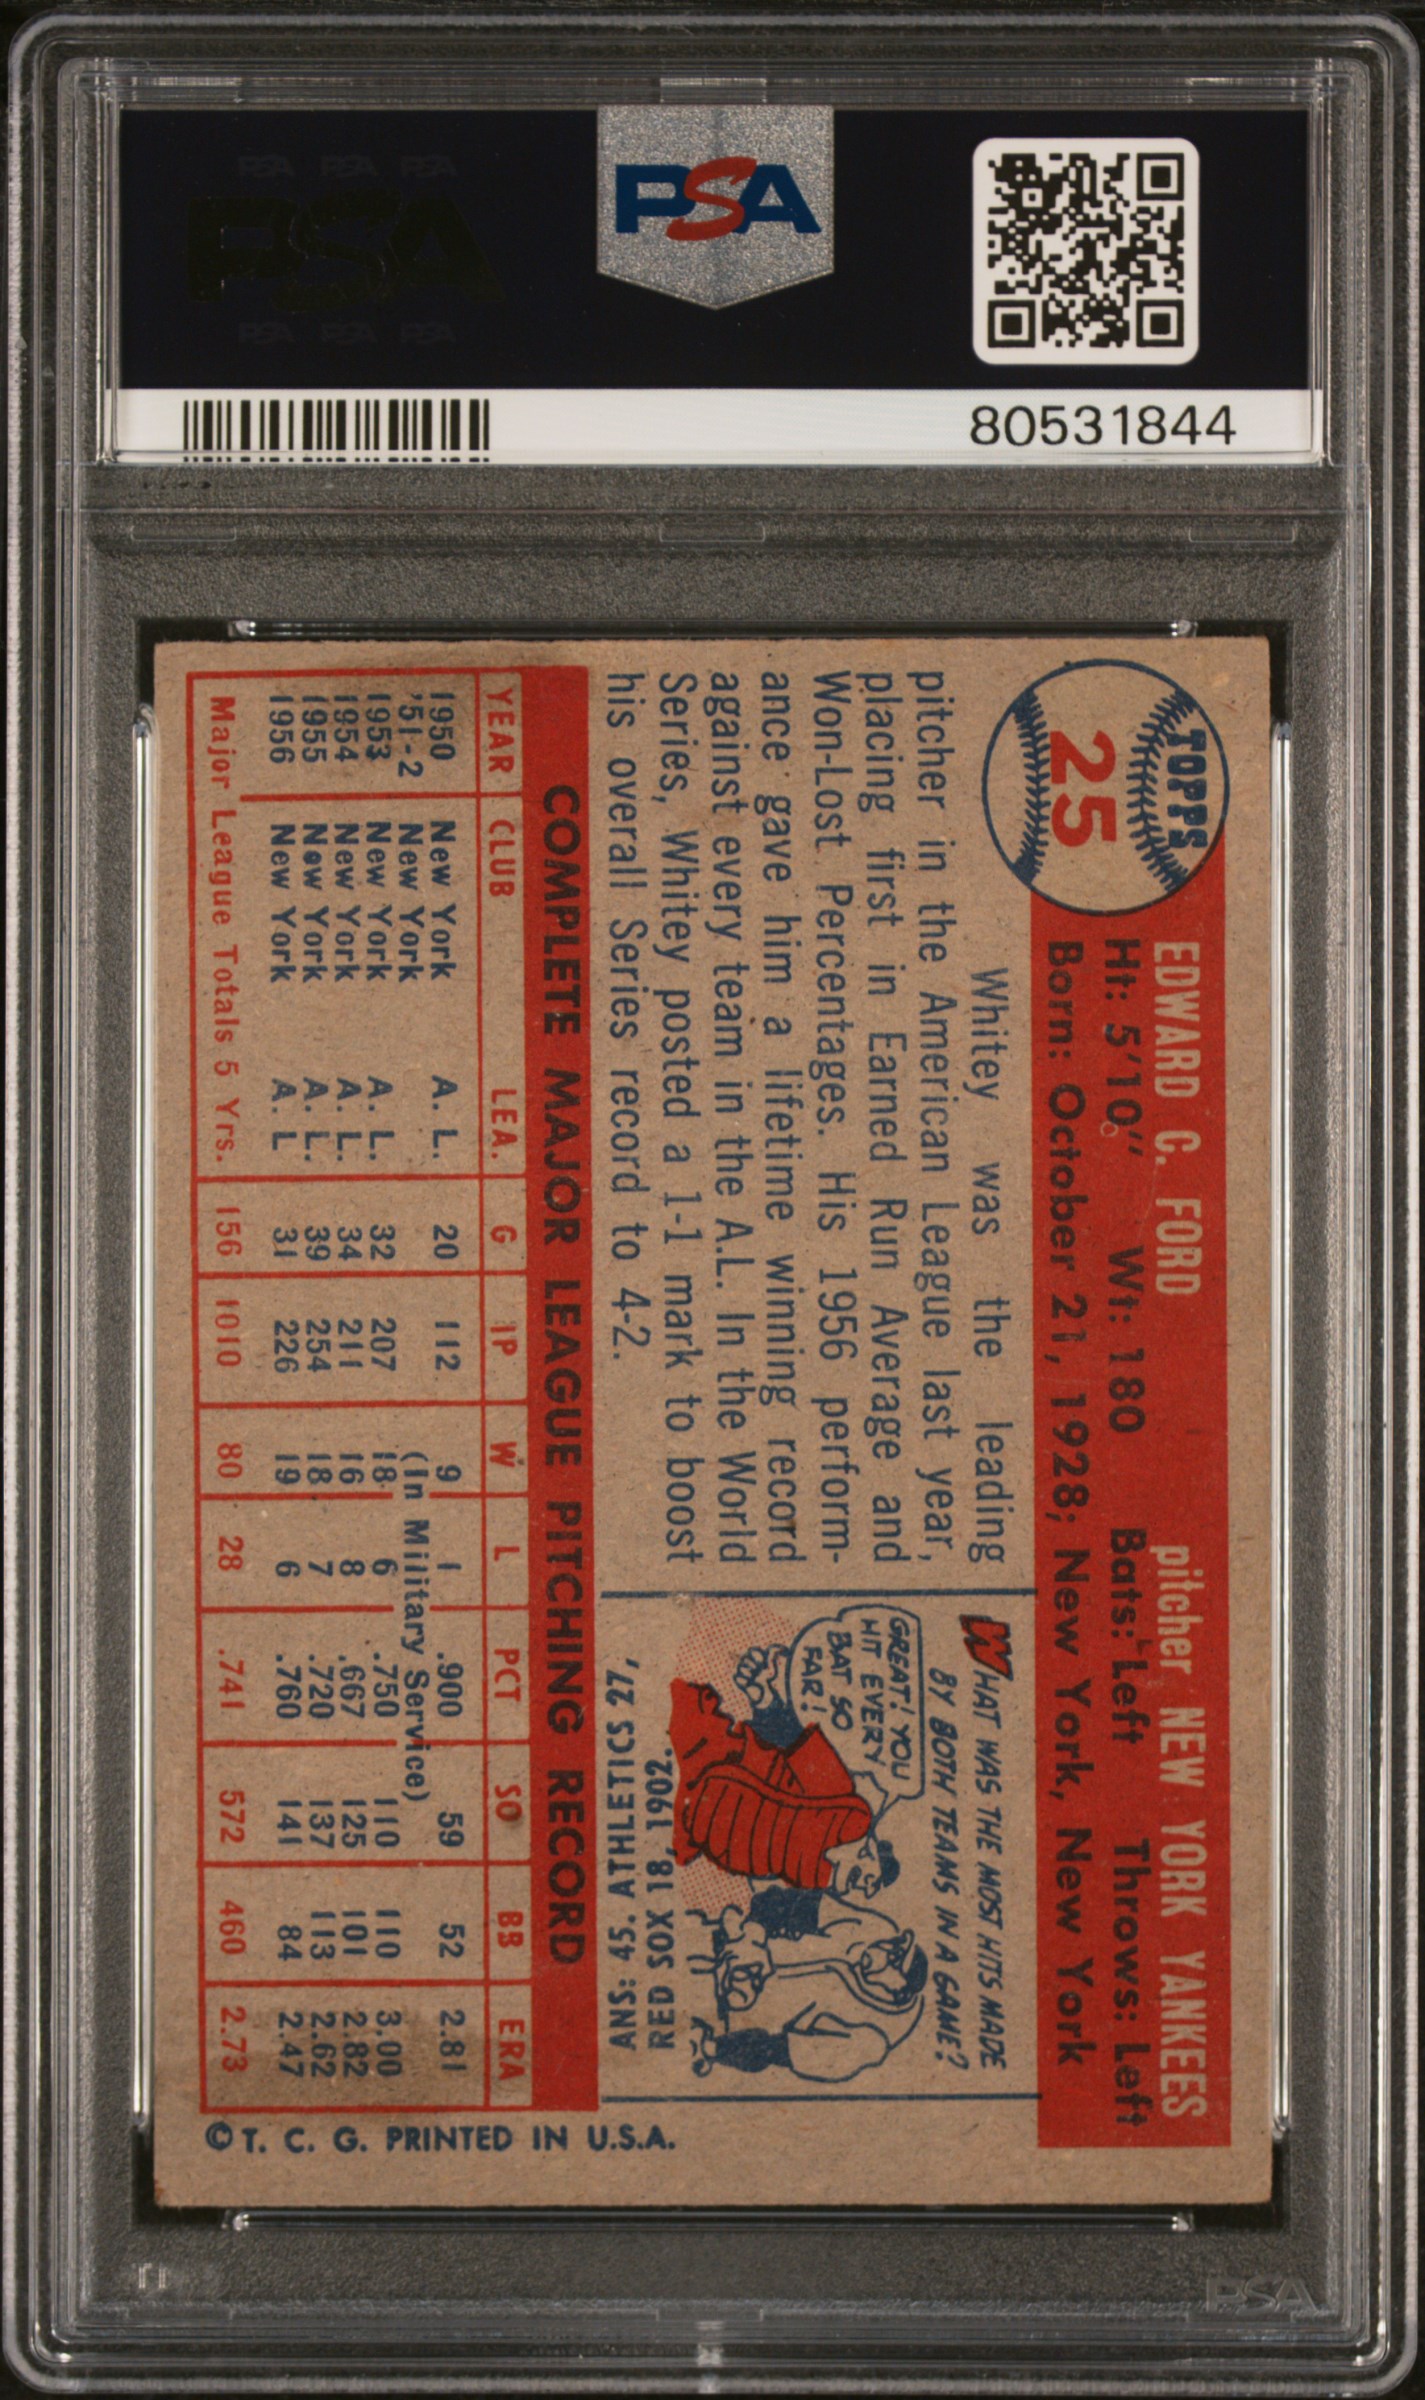 PSA PSA PSA
PSA
PSA PSA PSA
PSA
80531844
TOPPS
25
EDWARD C. FORD pitcher NEW YORK YANKEES
Ht: 5'10" Wt: 180 Bats: Left Throws: Left
Born: October 21, 1928; New York, New York
Whitey was the leading
pitcher in the American League last year,
placing first in Earned Run Average and
Won-Lost Percentages. His 1956 perform-
ance gave him a lifetime winning record
against every team in the A.L. In the World
Series, Whitey posted a 1-1 mark to boost
his overall Series record to 4-2.
WHAT WAS THE MOST HITS MADE
BY BOTH TEAMS IN A GAME?
GREAT! YOU
HIT EVERY
BAT SO
FAR!
ANS: 45. ATHLETICS 27,
RED SOX 18, 1902.
COMPLETE MAJOR LEAGUE PITCHING RECORD
YEAR CLUB LEA. G IP W L PCT SO BB ERA
1950 New York A. L. 20 112 9 1 .900 59 52 2.81
'51-2 New York (In Military Service)
1953 New York A. L. 32 207 18 6 .750 110 110 3.00
1954 New York A. L. 34 211 16 8 .667 125 101 2.82
1955 New York A. L. 39 254 18 7 .720 137 113 2.62
1956 New York A. L 31 226 19 6 .760 141 84 2.47
Major League Totals 5 Yrs. 156 1010 80 28 .741 572 460 2.73
© T. C. G. PRINTED IN U.S.A.
PSA